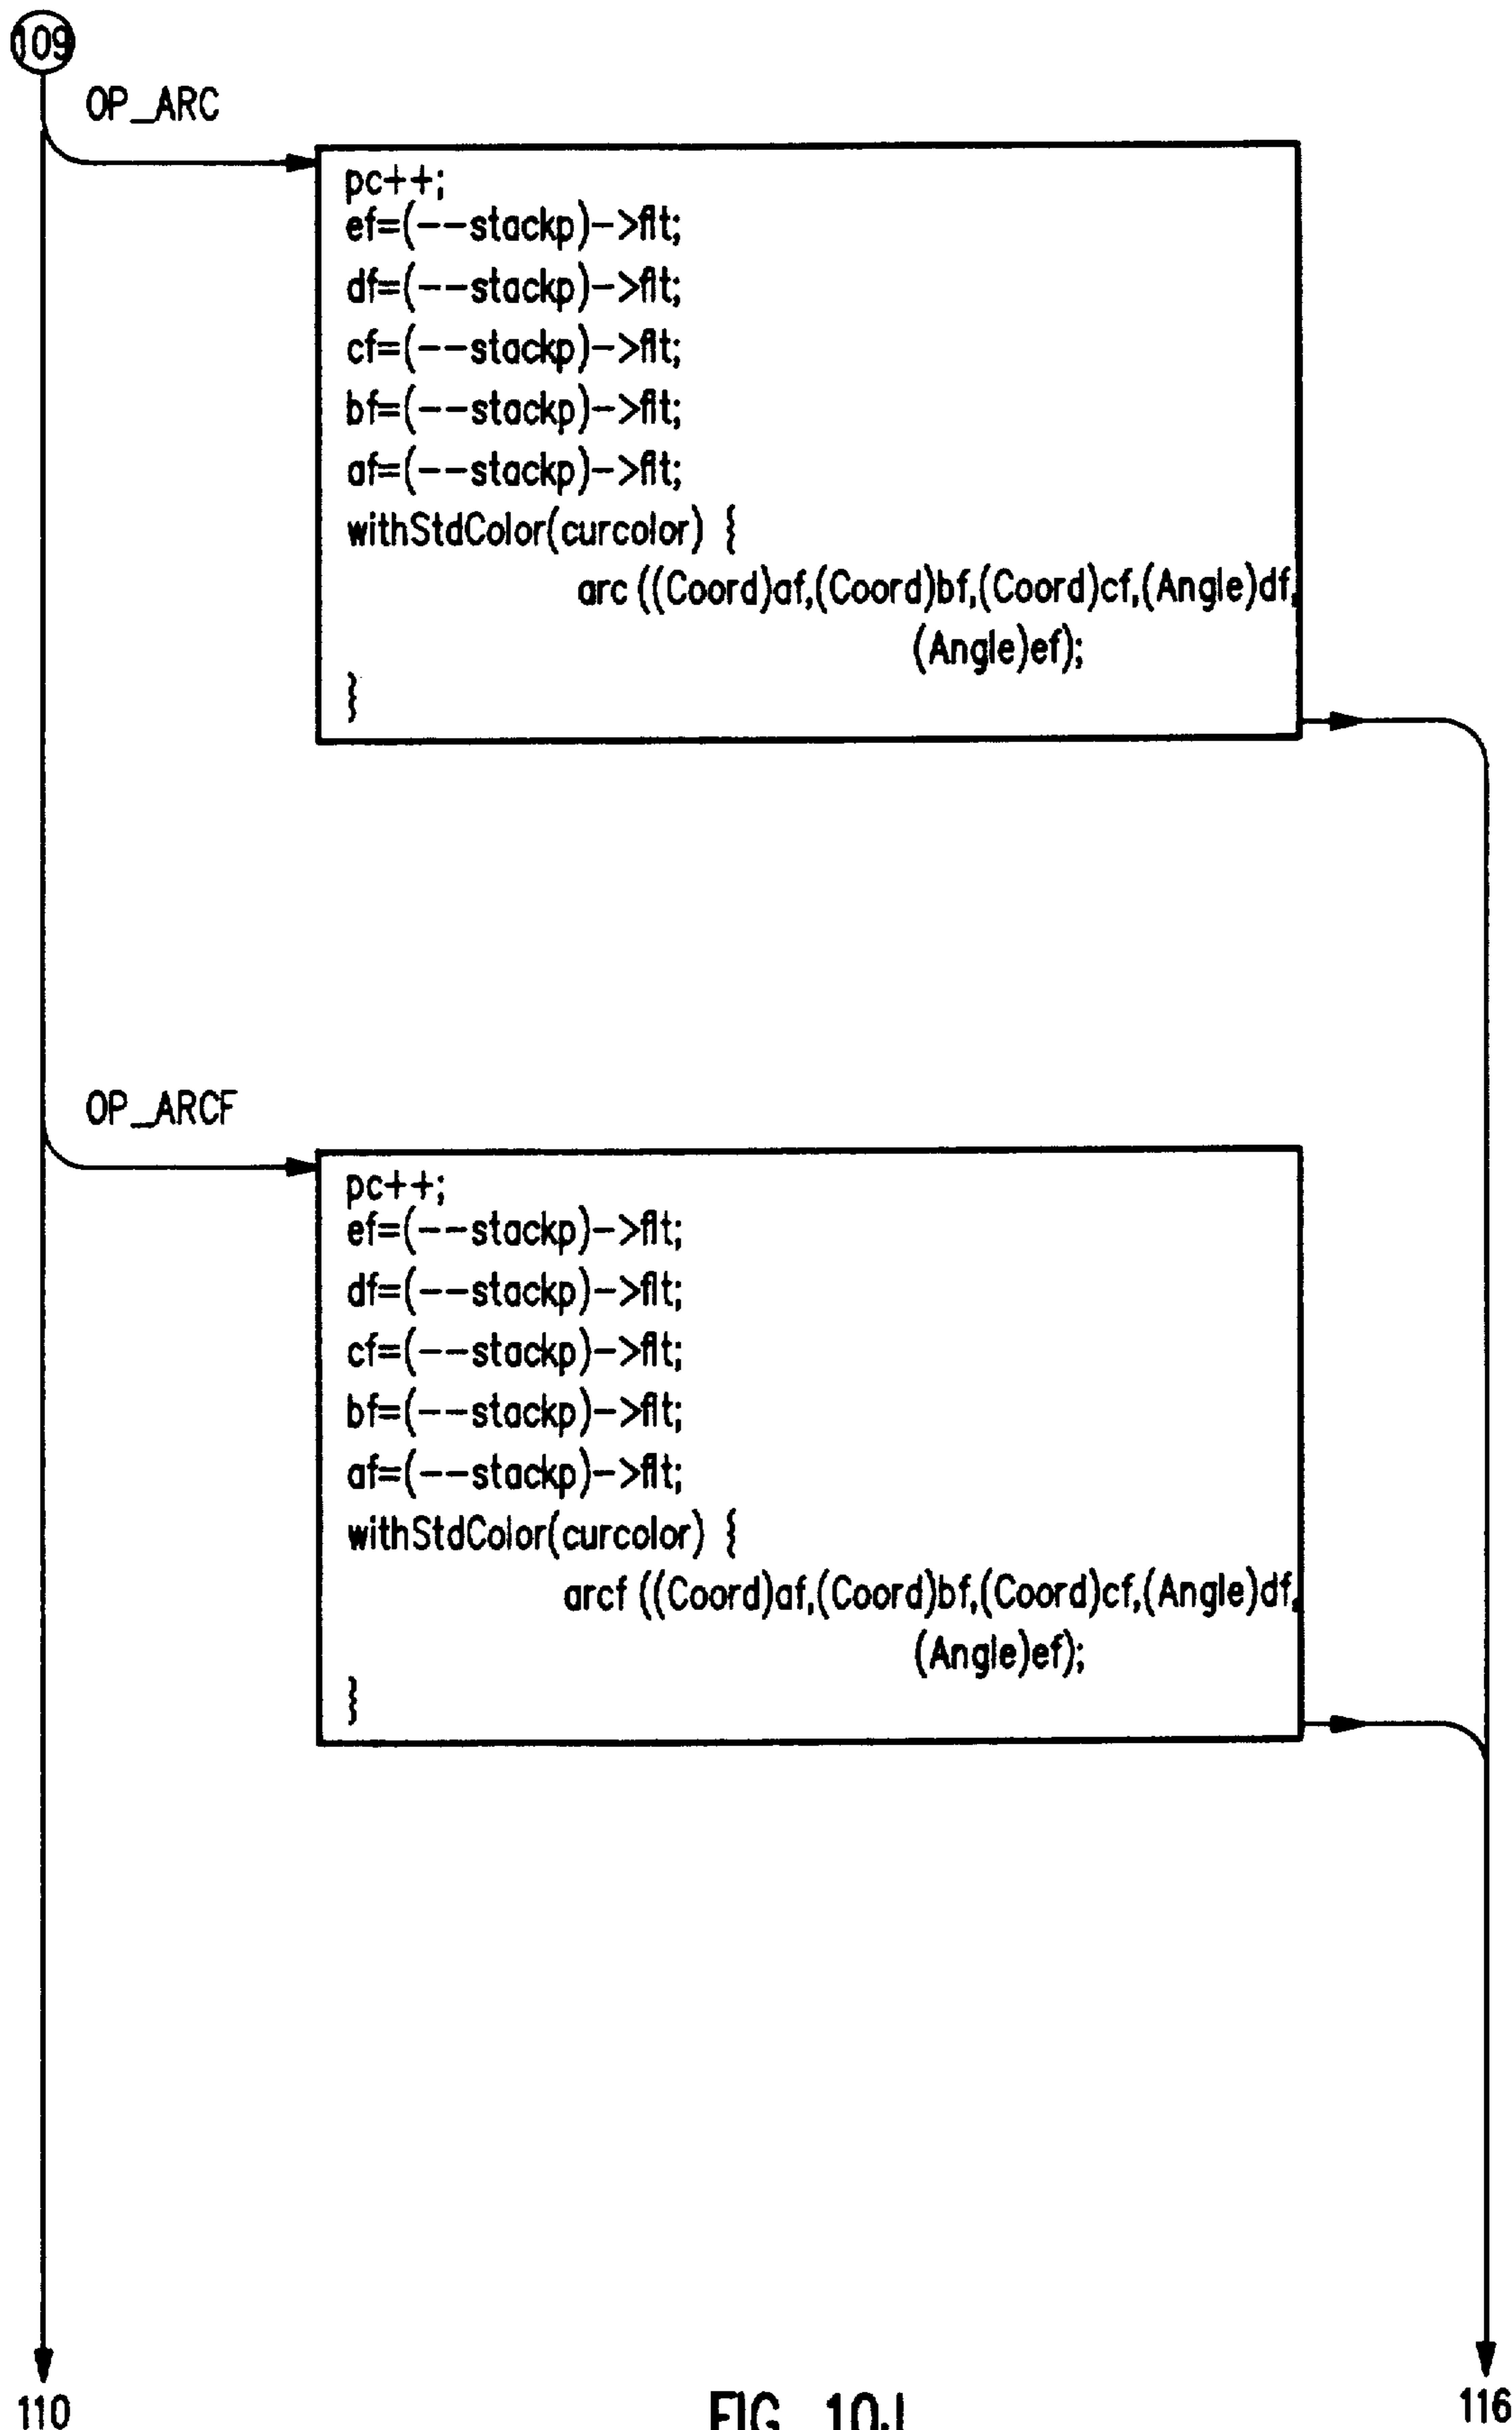 109
OP_ARC
pc++;
ef=(--stackp)->flt;
df=(--stackp)->flt;
cf=(--stackp)->flt;
bf=(--stackp)->flt;
af=(--stackp)->flt;
withStdColor(curcolor) {
arc ((Coord)af,(Coord)bf,(Coord)cf,(Angle)df,
(Angle)ef);
}
OP_ARCF
pc++;
ef=(--stackp)->flt;
df=(--stackp)->flt;
cf=(--stackp)->flt;
bf=(--stackp)->flt;
af=(--stackp)->flt;
withStdColor(curcolor) {
arcf ((Coord)af,(Coord)bf,(Coord)cf,(Angle)df,
(Angle)ef);
}
110
FIG. 10J
116